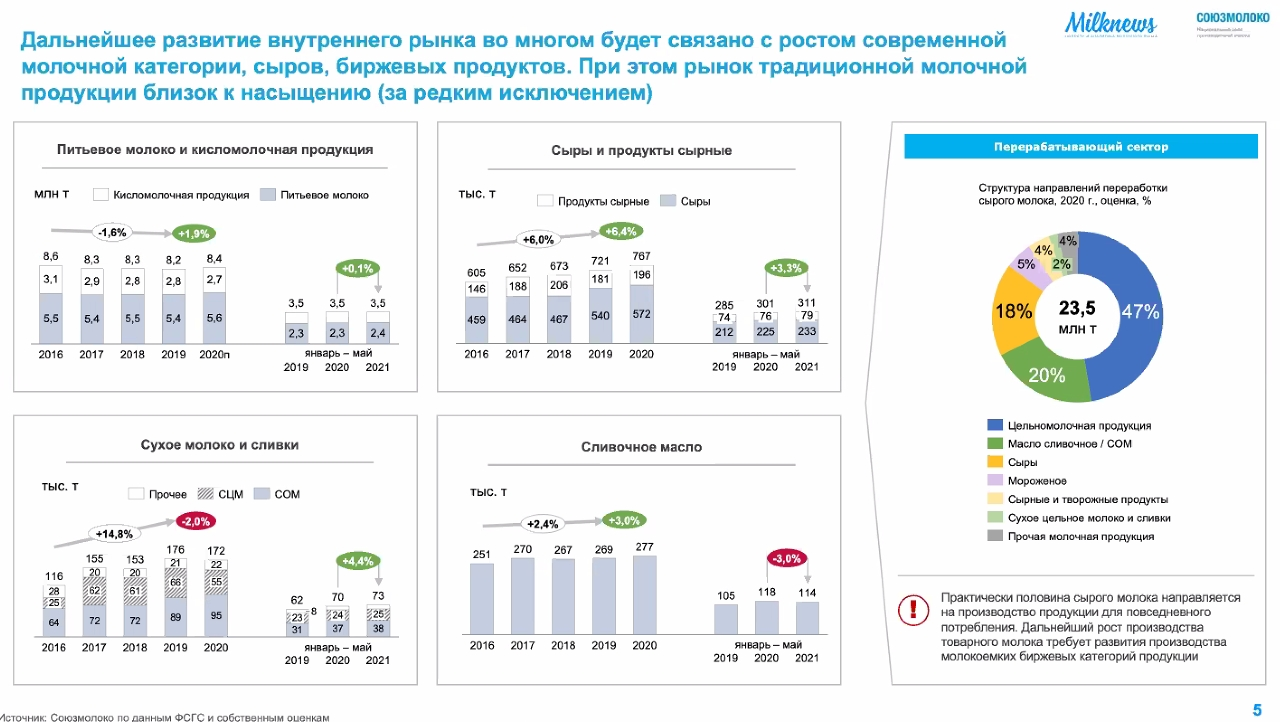 Milknews
СОЮЗМОЛОКО
Дальнейшее развитие внутреннего рынка во многом будет связано с ростом современной
молочной категории, сыров, биржевых продуктов. При этом рынок традиционной молочной
продукции близок к насыщению (за редким исключением)
Питьевое молоко и кисломолочная продукция
млн т
Кисломолочная продукция
Питьевое молоко
-1,6%
+1,9%
8,6 8,3 8,3 8,2 8,4
3,1 2,9 2,8 2,8 2,7
5,5 5,4 5,5 5,4 5,6
2016 2017 2018 2019 2020п
+0,1%
3,5 3,5 3,5
2,3 2,3 2,4
январь – май
2019 2020 2021
Сыры и продукты сырные
тыс. т
Продукты сырные
Сыры
+6,0%
+6,4%
605 652 673 721 767
146 188 206 181 196
459 464 467 540 572
2016 2017 2018 2019 2020
+3,3%
285 301 311
74 76 79
212 225 233
январь – май
2019 2020 2021
Сухое молоко и сливки
тыс. т
Прочее
СЦМ
СОМ
+14,8%
-2,0%
116 155 153 176 172
28 20 20 21 22
25 62 61 66 55
64 72 72 89 95
2016 2017 2018 2019 2020
+4,4%
62 70 73
8
23 24 25
31 37 38
январь – май
2019 2020 2021
Сливочное масло
тыс. т
+2,4%
+3,0%
251 270 267 269 277
2016 2017 2018 2019 2020
-3,0%
105 118 114
январь – май
2019 2020 2021
Перерабатывающий сектор
Структура направлений переработки
сырого молока, 2020 г., оценка, %
4%
4%
2%
5%
18%
20%
47%
23,5
млн т
Цельномолочная продукция
Масло сливочное / СОМ
Сыры
Мороженое
Сырные и творожные продукты
Сухое цельное молоко и сливки
Прочая молочная продукция
!
Практически половина сырого молока направляется
на производство продукции для повседневного
потребления. Дальнейший рост производства
товарного молока требует развития производства
молокоемких биржевых категорий продукции
Источник: Союзмолоко по данным ФСГС и собственным оценкам
5